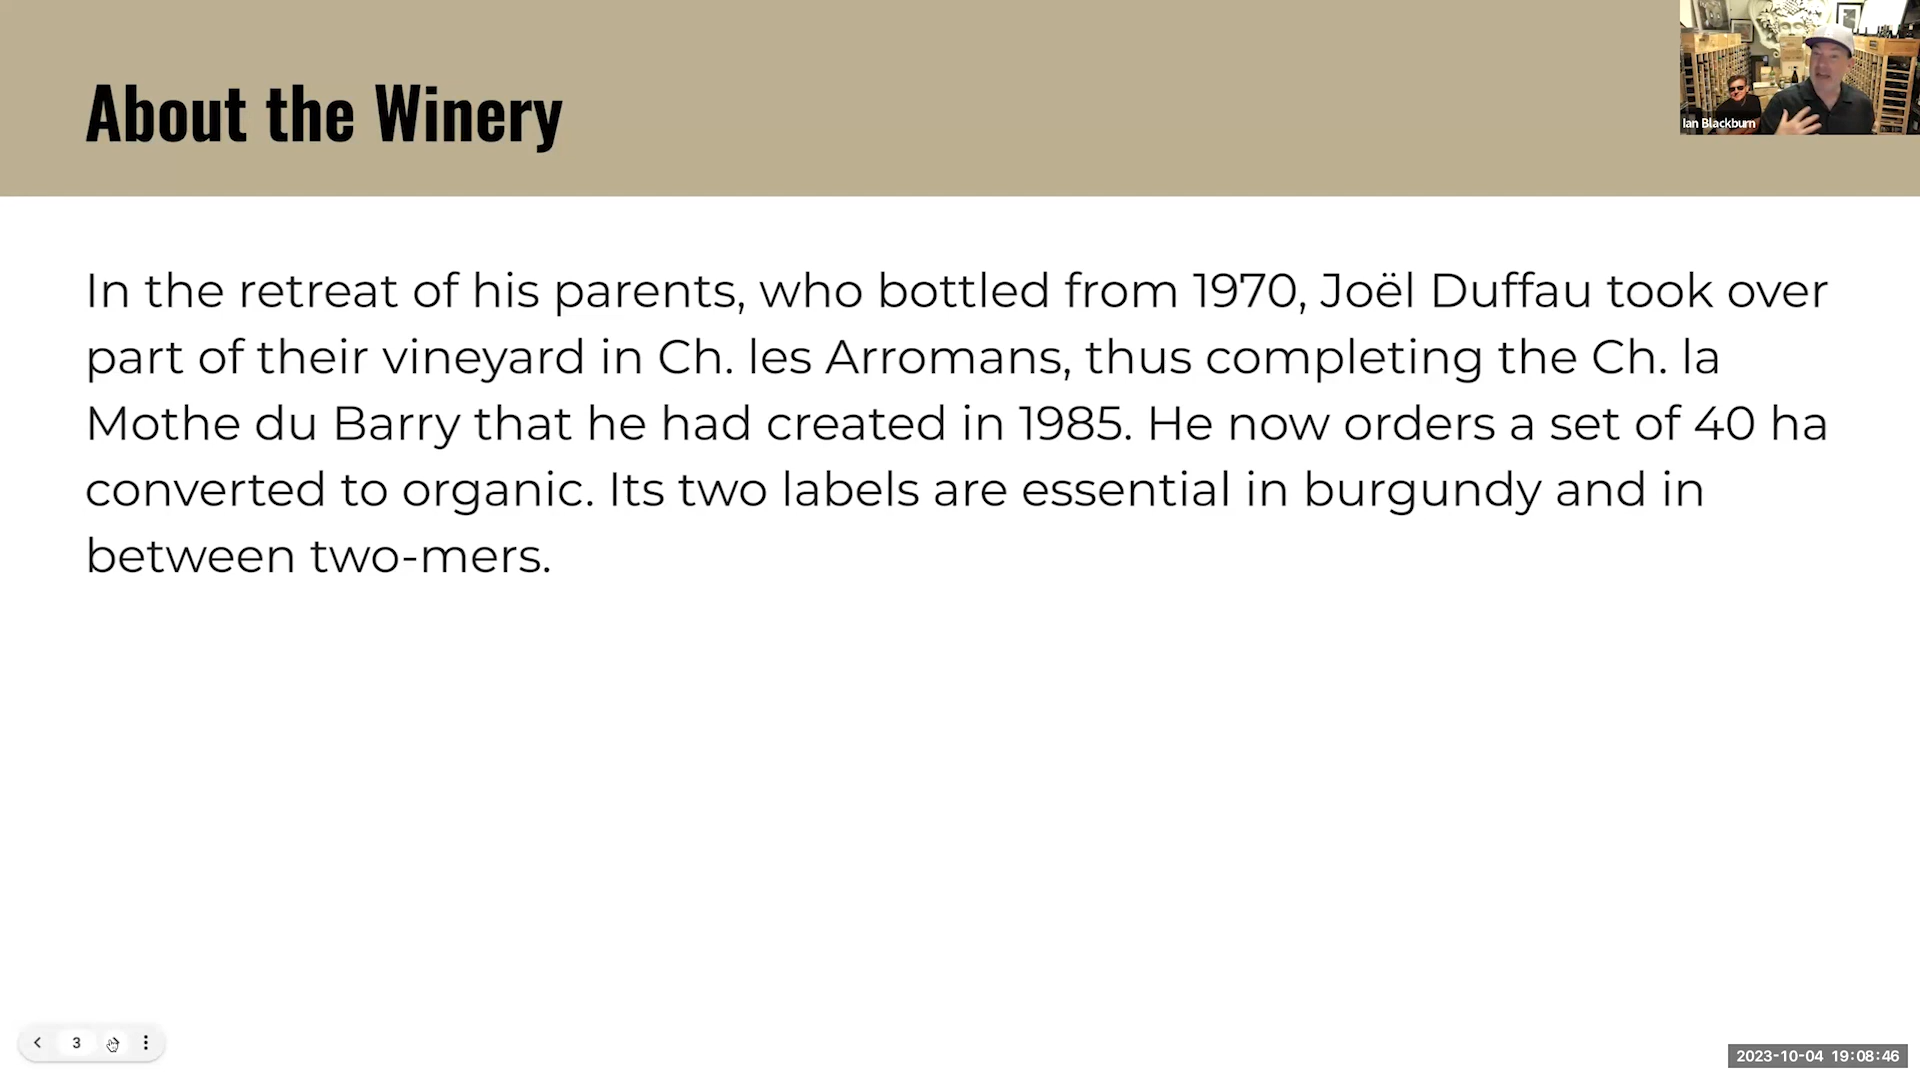 About the Winery
Ian Blackburn
In the retreat of his parents, who bottled from 1970, Joël Duffau took over
part of their vineyard in Ch. les Arromans, thus completing the Ch. la
Mothe du Barry that he had created in 1985. He now orders a set of 40 ha
converted to organic. Its two labels are essential in burgundy and in
between two-mers.
3
2023-10-04 19:08:46